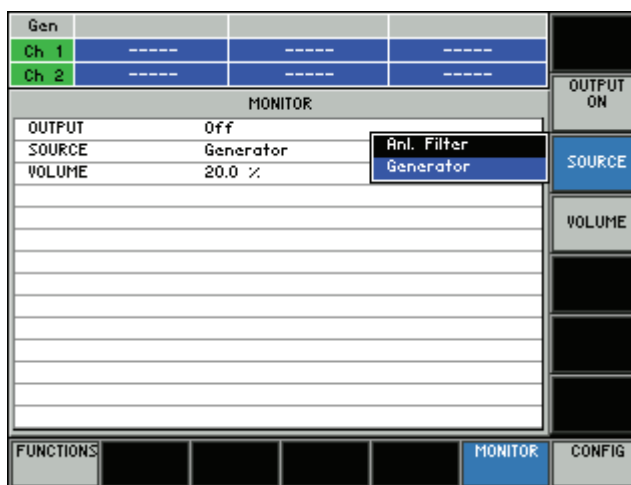 Gen
Ch 1 ----- ----- -----
Ch 2 ----- ----- -----
MONITOR
OUTPUT Off
SOURCE Generator
VOLUME 20.0 %
Anl. Filter
Generator
OUTPUT
ON
SOURCE
VOLUME
FUNCTIONS MONITOR CONFIG